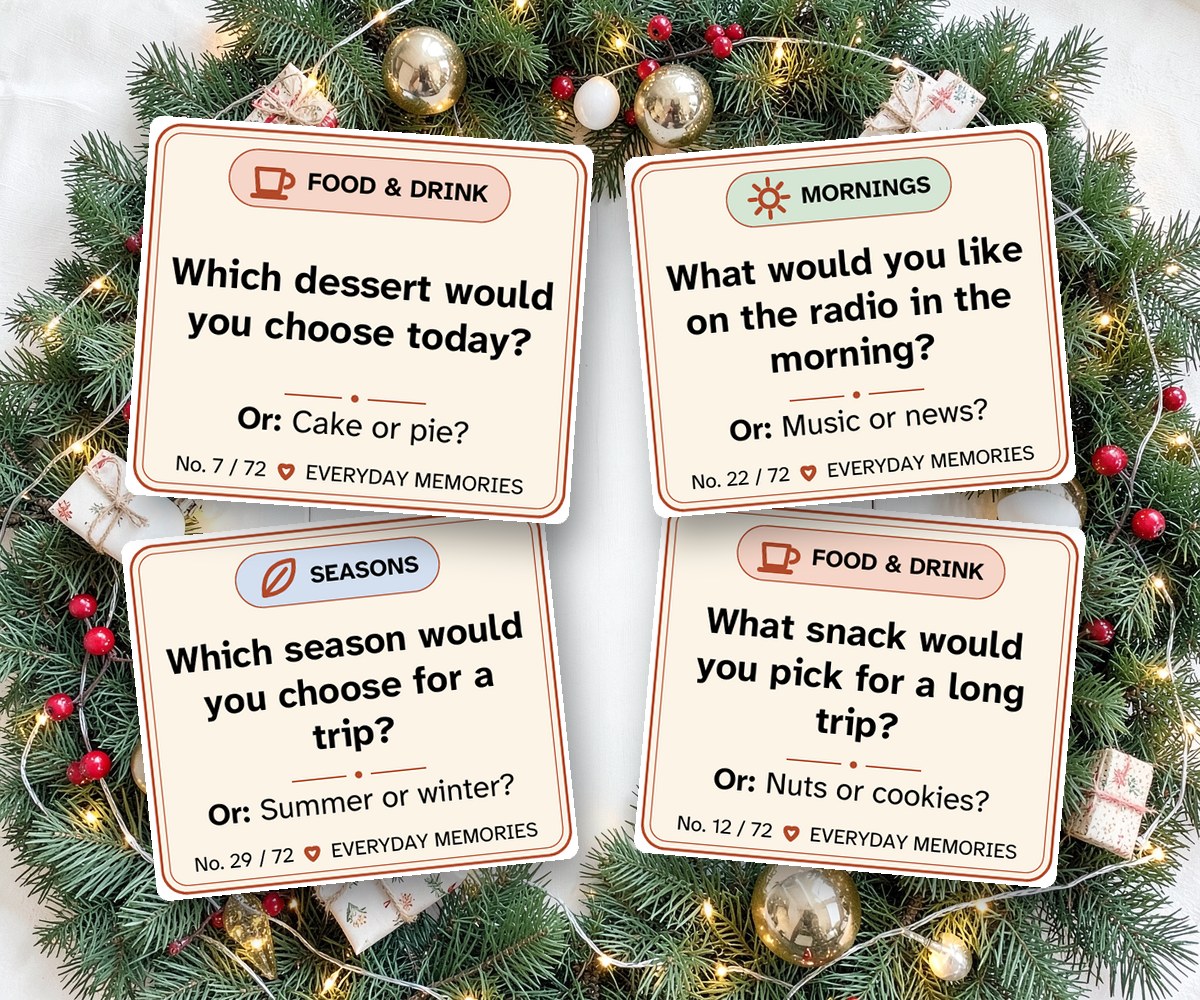 FOOD & DRINK
Which dessert would
you choose today?
Or: Cake or pie?
No. 7 / 72 EVERYDAY MEMORIES
MORNINGS
What would you like
on the radio in the
morning?
Or: Music or news?
No. 22 / 72 EVERYDAY MEMORIES
SEASONS
Which season would
you choose for a
trip?
Or: Summer or winter?
No. 29 / 72 EVERYDAY MEMORIES
FOOD & DRINK
What snack would
you pick for a long
trip?
Or: Nuts or cookies?
No. 12 / 72 EVERYDAY MEMORIES